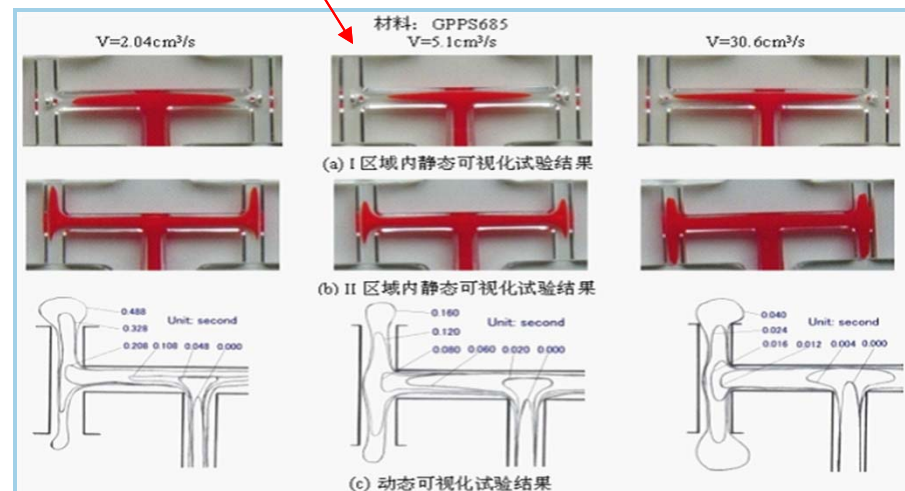 材料: GPPS685
V=2.04cm³/s V=5.1cm³/s V=30.6cm³/s
(a) I 区域内静态可视化试验结果
(b) II 区域内静态可视化试验结果
0.488
0.328 Unit: second
0.208 0.108 0.048 0.000
0.160
0.120 Unit: second
0.080 0.060 0.020 0.000
0.040
0.024 Unit: second
0.016 0.012 0.004 0.000
(c) 动态可视化试验结果